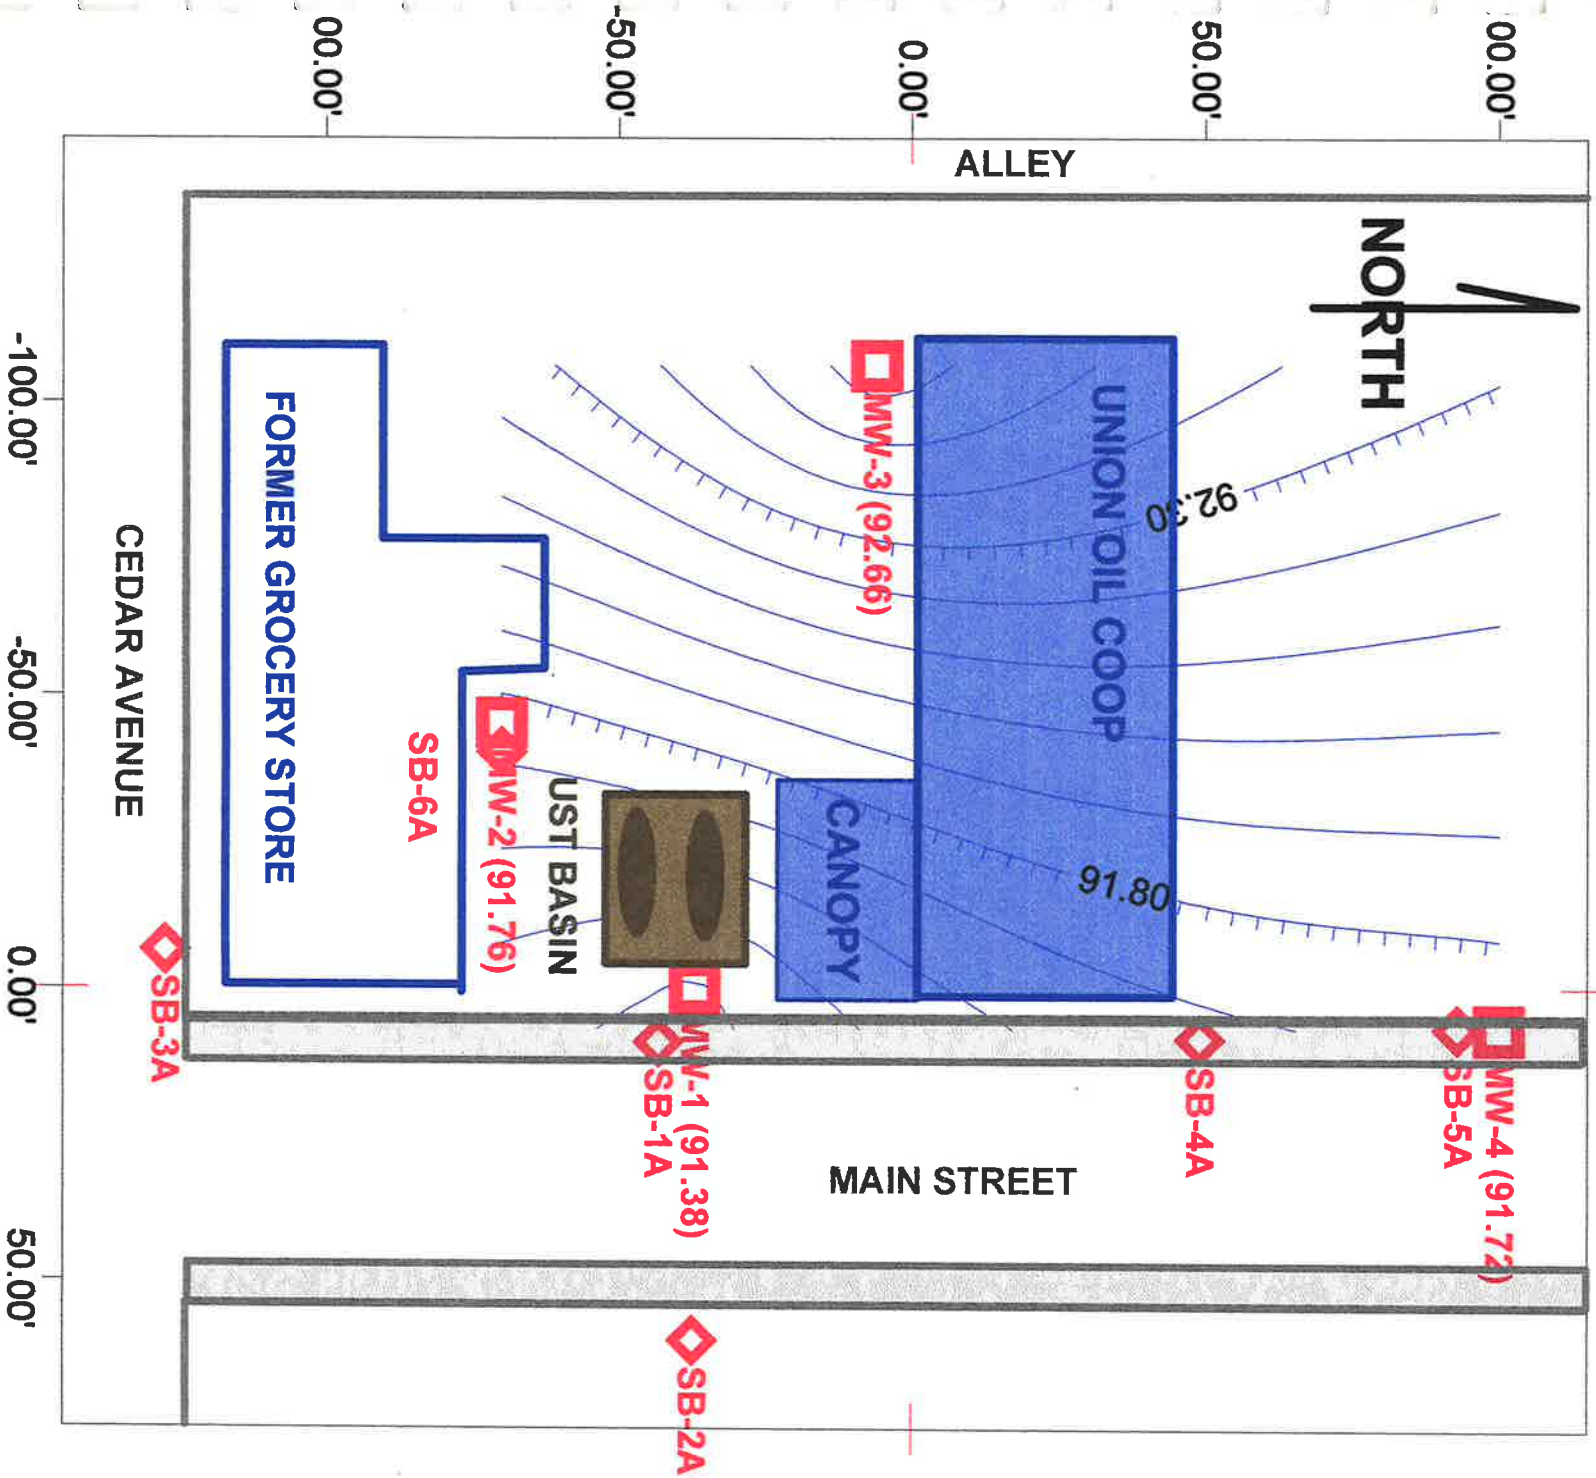 00.00'
-50.00'
0.00'
50.00'
00.00'
ALLEY
NORTH
UNION OIL COOP
MW-3 (92.66)
92.30
FORMER GROCERY STORE
CEDAR AVENUE
SB-6A
MW-2 (91.76)
UST BASIN
CANOPY
91.80
SB-3A
MW-1 (91.38)
SB-1A
SB-4A
SB-5A
MW-4 (91.72)
MAIN STREET
SB-2A
-100.00'
-50.00'
0.00'
50.00'